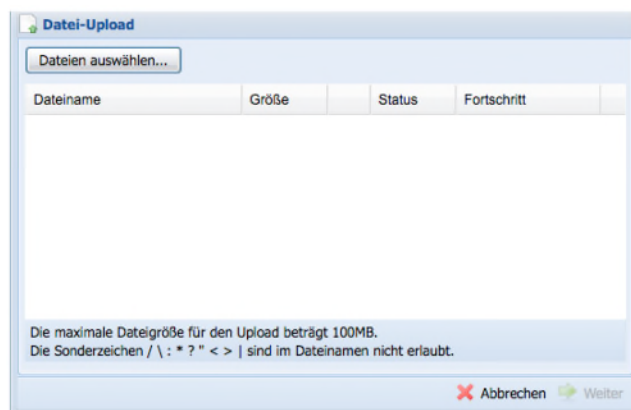 Datei-Upload
Dateien auswählen...
Dateiname Größe Status Fortschritt
Die maximale Dateigröße für den Upload beträgt 100MB.
Die Sonderzeichen / \ : * ? " < > | sind im Dateinamen nicht erlaubt.
Abbrechen Weiter